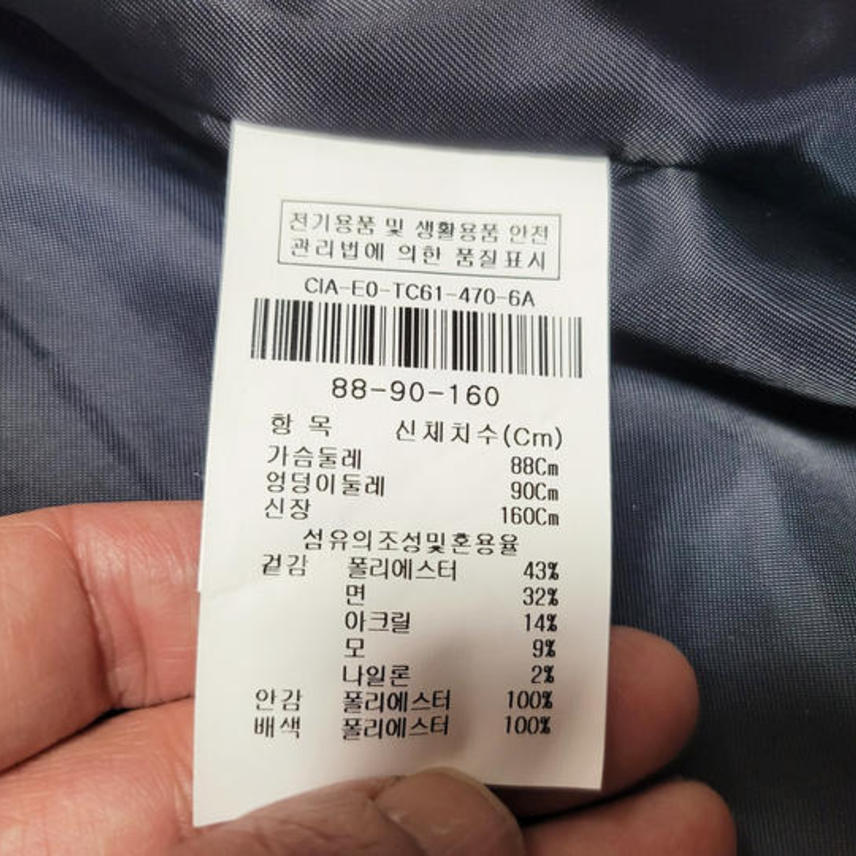 전기용품 및 생활용품 안전
관리법에 의한 품질표시
CIA-E0-TC61-470-6A
88-90-160
항 목 신체치수(Cm)
가슴둘레 88Cm
엉덩이둘레 90Cm
신장 160Cm
섬유의조성및혼용율
겉감 폴리에스터 43%
면 32%
아크릴 14%
모 9%
나일론 2%
안감 폴리에스터 100%
배색 폴리에스터 100%